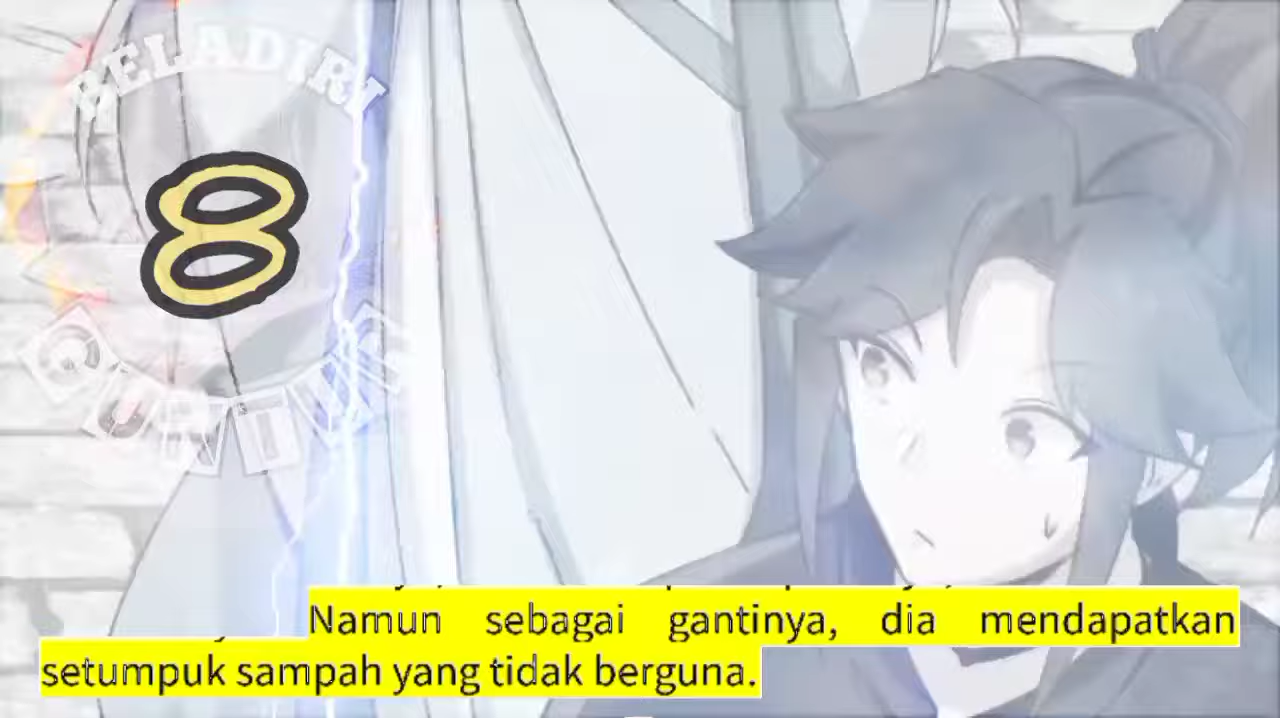 BELADIRI
8
Namun sebagai gantinya, dia mendapatkan
setumpuk sampah yang tidak berguna.